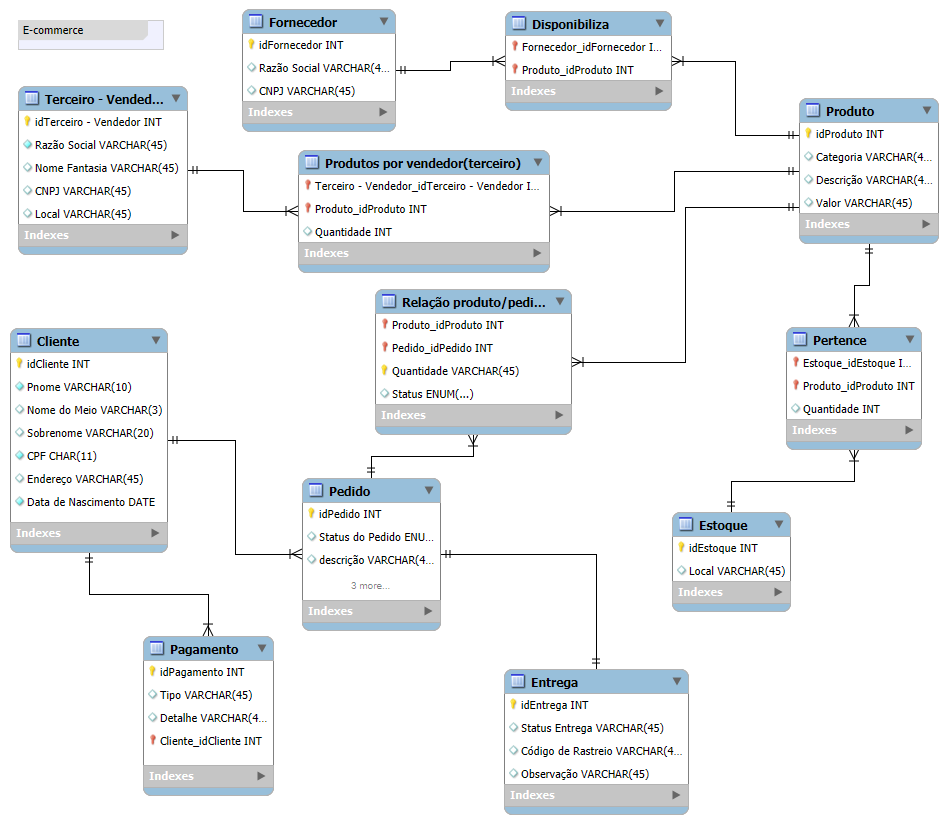 E-commerce
Fornecedor
idFornecedor INT
Razão Social VARCHAR(4...
CNPJ VARCHAR(45)
Indexes
Disponibiliza
Fornecedor_idFornecedor I...
Produto_idProduto INT
Indexes
Terceiro - Vended...
idTerceiro - Vendedor INT
Razão Social VARCHAR(45)
Nome Fantasia VARCHAR(45)
CNPJ VARCHAR(45)
Local VARCHAR(45)
Indexes
Produtos por vendedor(terceiro)
Terceiro - Vendedor_idTerceiro - Vendedor I...
Produto_idProduto INT
Quantidade INT
Indexes
Produto
idProduto INT
Categoria VARCHAR(4...
Descrição VARCHAR(4...
Valor VARCHAR(45)
Indexes
Relação produto/pedi...
Produto_idProduto INT
Pedido_idPedido INT
Quantidade VARCHAR(45)
Status ENUM(...)
Indexes
Cliente
idCliente INT
Pnome VARCHAR(10)
Nome do Meio VARCHAR(3)
Sobrenome VARCHAR(20)
CPF CHAR(11)
Endereço VARCHAR(45)
Data de Nascimento DATE
Indexes
Pertence
Estoque_idEstoque I...
Produto_idProduto INT
Quantidade INT
Indexes
Pedido
idPedido INT
Status do Pedido ENU...
descrição VARCHAR(4...
3 more...
Indexes
Estoque
idEstoque INT
Local VARCHAR(45)
Indexes
Pagamento
idPagamento INT
Tipo VARCHAR(45)
Detalhe VARCHAR(4...
Cliente_idCliente INT
Indexes
Entrega
idEntrega INT
Status Entrega VARCHAR(45)
Código de Rastreio VARCHAR(4...
Observação VARCHAR(45)
Indexes